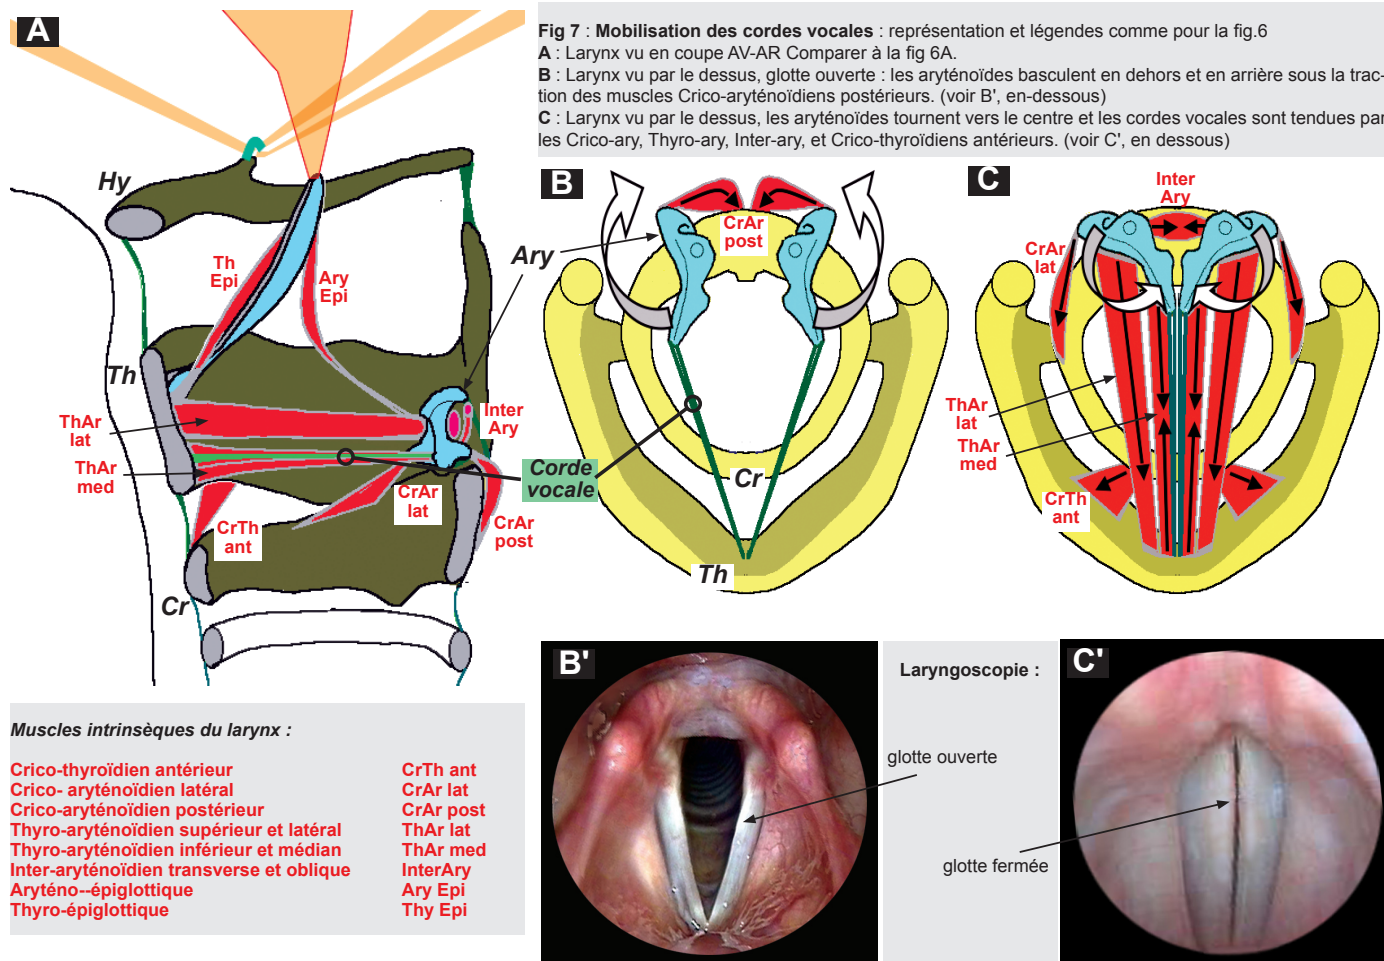 A
Fig 7 : Mobilisation des cordes vocales : représentation et légendes comme pour la fig.6
A : Larynx vu en coupe AV-AR Comparer à la fig 6A.
B : Larynx vu par le dessus, glotte ouverte : les aryténoïdes basculent en dehors et en arrière sous la trac-
tion des muscles Crico-aryténoïdiens postérieurs. (voir B', en-dessous)
C : Larynx vu par le dessus, les aryténoïdes tournent vers le centre et les cordes vocales sont tendues par
les Crico-ary, Thyro-ary, Inter-ary, et Crico-thyroïdiens antérieurs. (voir C', en dessous)
Hy
Th
Epi
Ary
Epi
Th
ThAr
lat
ThAr
med
Inter
Ary
CrAr
lat
CrTh
ant
CrAr
post
Cr
Ary
Corde
vocale
B
CrAr
post
Cr
Th
C
Inter
Ary
CrAr
lat
ThAr
lat
ThAr
med
CrTh
ant
B'
Laryngoscopie :
glotte ouverte
glotte fermée
C'
Muscles intrinsèques du larynx :
Crico-thyroïdien antérieur CrTh ant
Crico- aryténoïdien latéral CrAr lat
Crico-aryténoïdien postérieur CrAr post
Thyro-aryténoïdien supérieur et latéral ThAr lat
Thyro-aryténoïdien inférieur et médian ThAr med
Inter-aryténoïdien transverse et oblique InterAry
Aryténo--épiglottique Ary Epi
Thyro-épiglottique Thy Epi